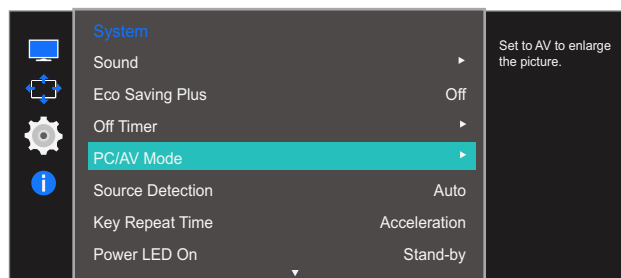 System
Sound
Eco Saving Plus Off
Off Timer
PC/AV Mode
Source Detection Auto
Key Repeat Time Acceleration
Power LED On Stand-by
Set to AV to enlarge
the picture.